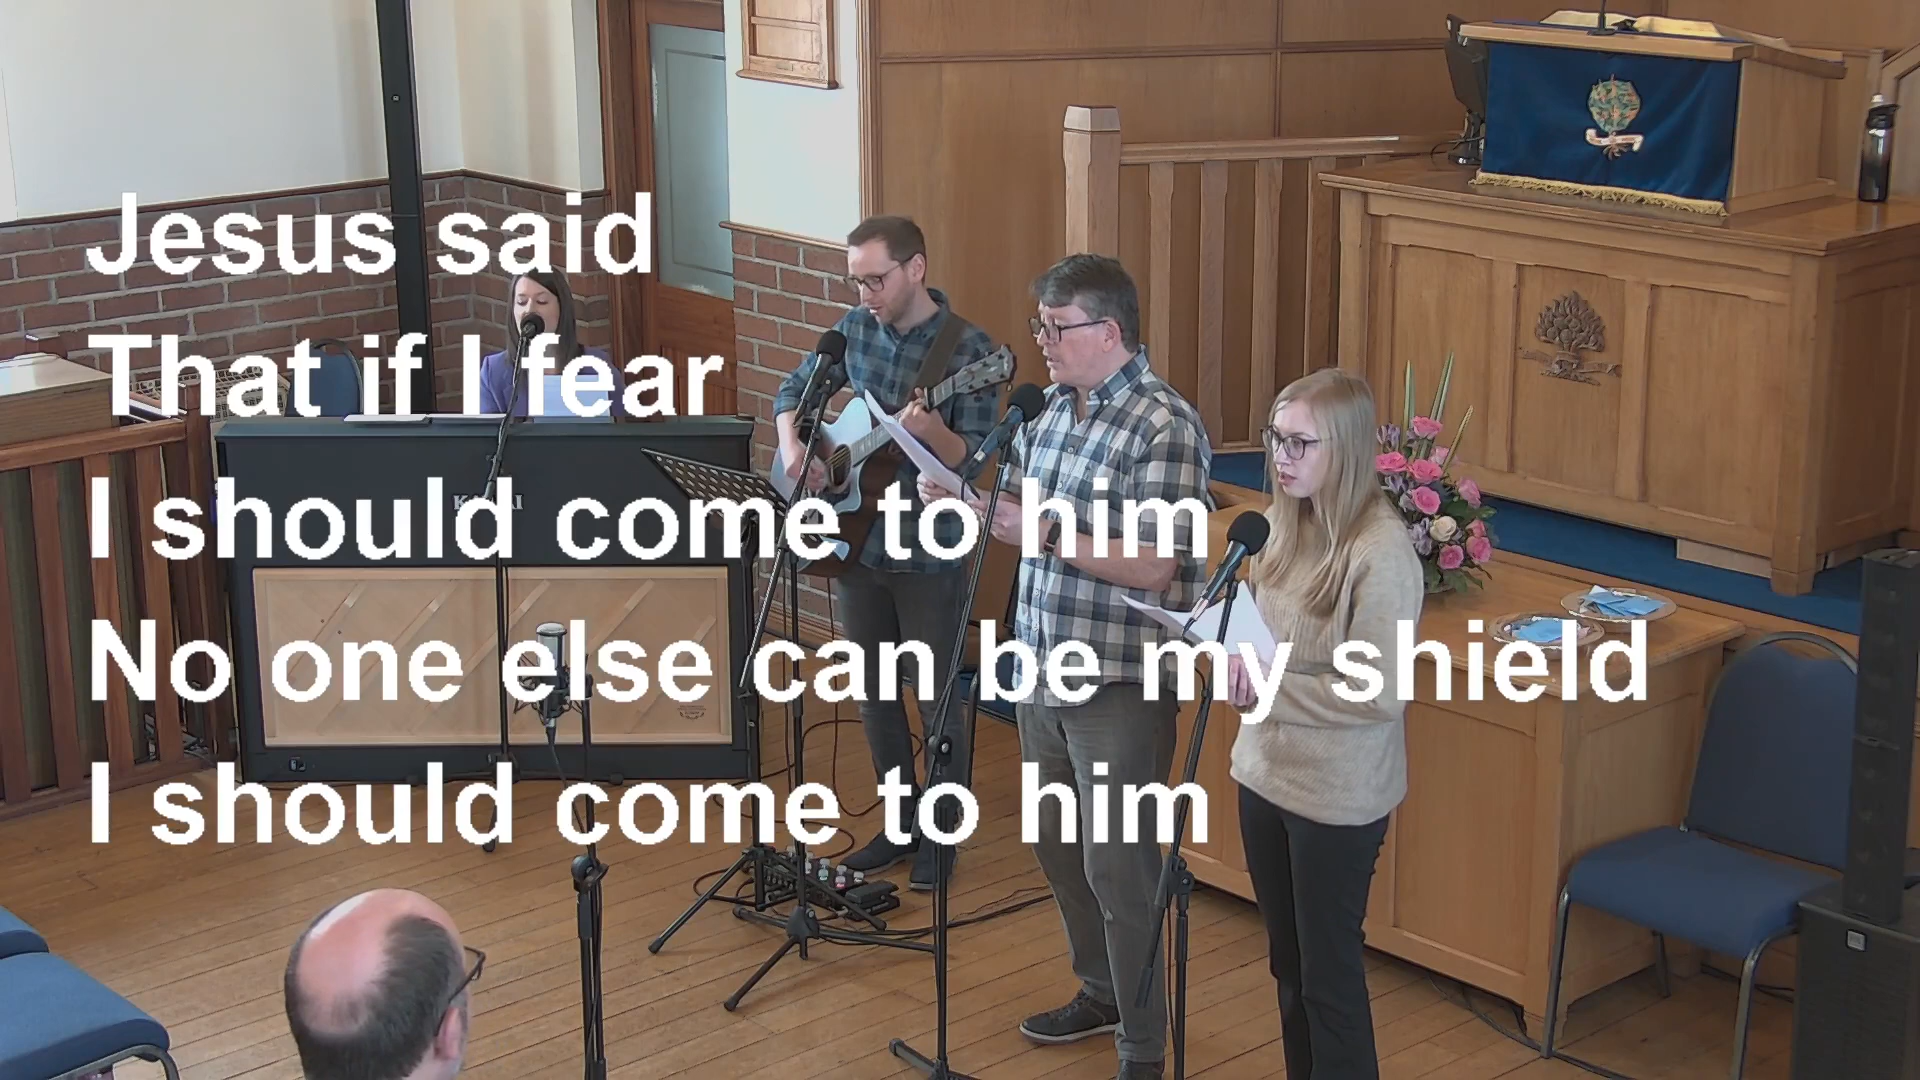 Jesus said
That if I fear
I should come to him
No one else can be my shield
I should come to him